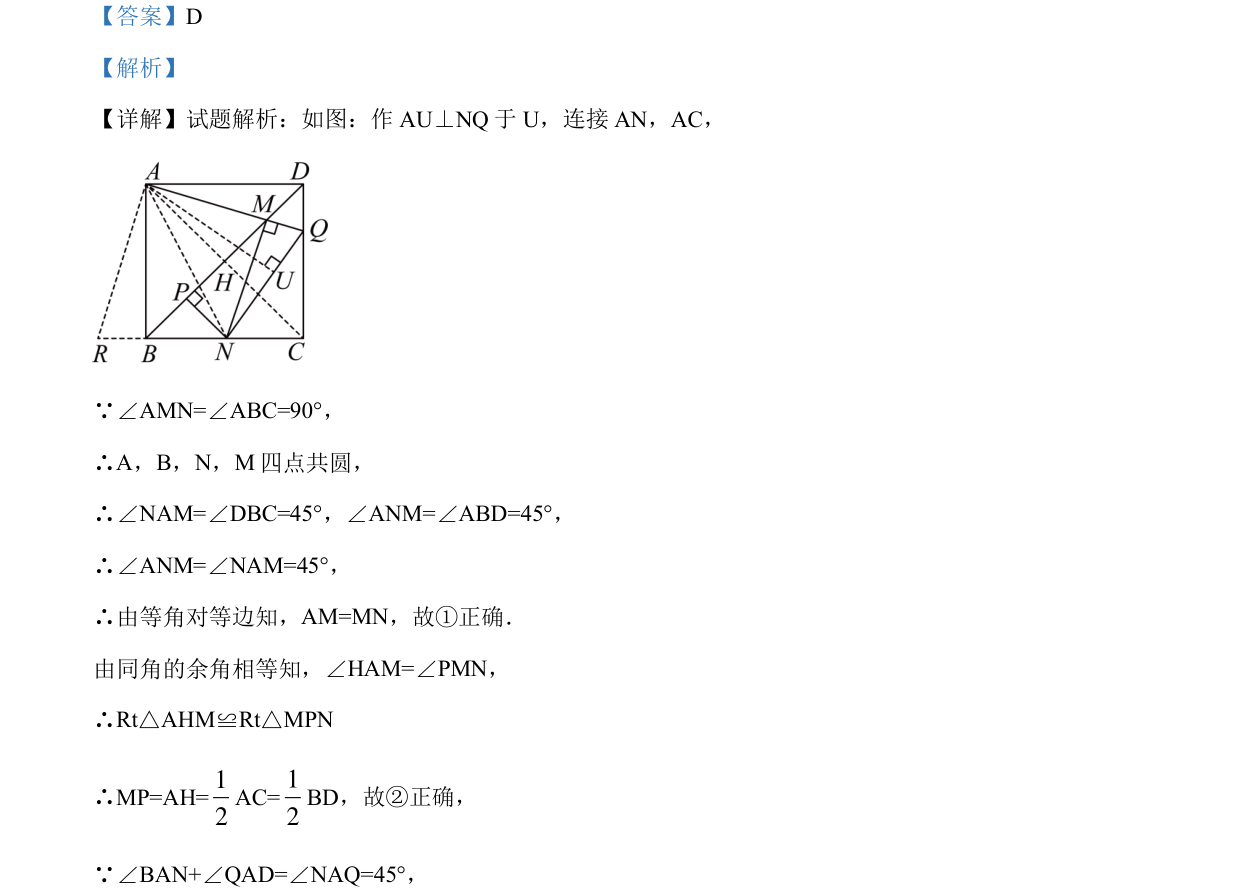 【答案】D
【解析】
【详解】试题解析：如图：作 AU⊥NQ 于 U，连接 AN，AC，
A
D
M
Q
H
U
P
R
B
N
C
∵∠AMN=∠ABC=90°，
∴A，B，N，M 四点共圆，
∴∠NAM=∠DBC=45°，∠ANM=∠ABD=45°，
∴∠ANM=∠NAM=45°，
∴由等角对等边知，AM=MN，故①正确．
由同角的余角相等知，∠HAM=∠PMN，
∴Rt△AHM≌Rt△MPN
∴MP=AH=1/2 AC=1/2 BD，故②正确，
∵∠BAN+∠QAD=∠NAQ=45°，